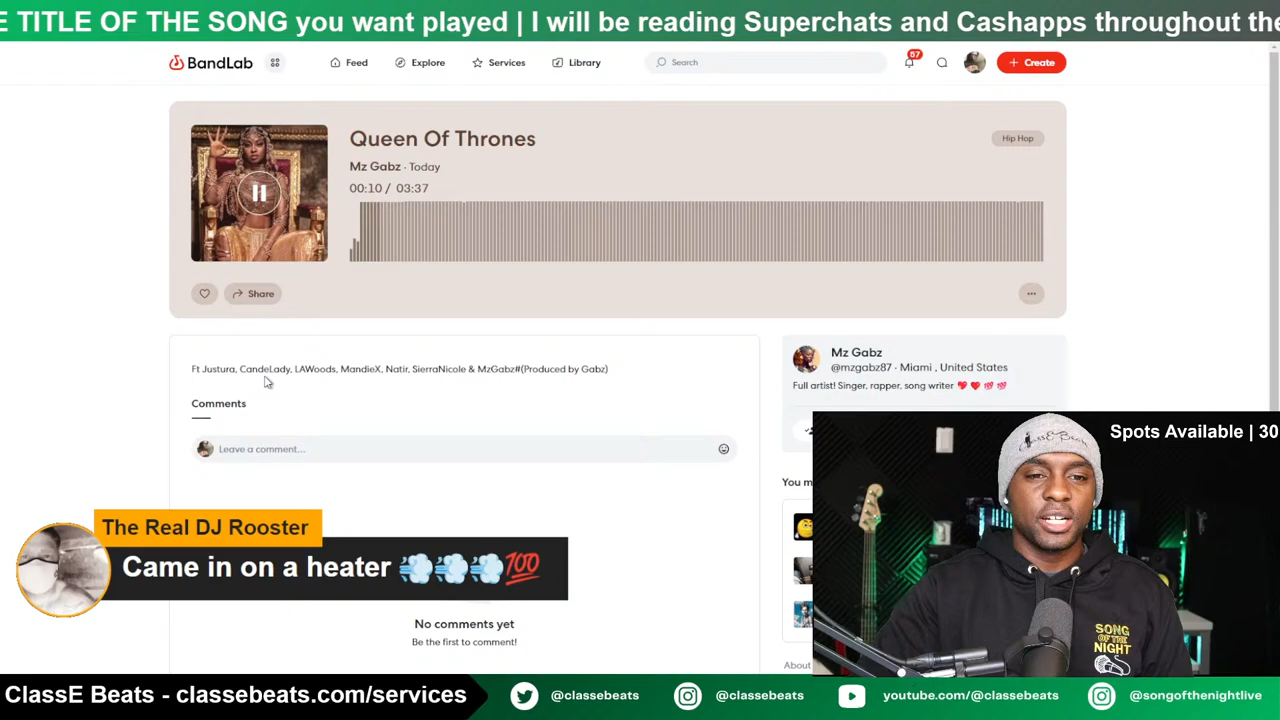 E TITLE OF THE SONG you want played | I will be reading Superchats and Cashapps throughout the
BandLab
Feed
Explore
Services
Library
Search
57
Create
Queen Of Thrones
Hip Hop
Mz Gabz · Today
00:10 / 03:37
Share
Ft Justura, CandeLady, LAWoods, MandieX, Natir, SierraNicole & MzGabz#(Produced by Gabz)
Mz Gabz
@mzgabz87 · Miami , United States
Full artist! Singer, rapper, song writer 💖 ❤️ 💯 💯
Comments
Leave a comment...
Spots Available | 30
You m
The Real DJ Rooster
Came in on a heater 💨💨💨💯
No comments yet
Be the first to comment!
About
SONG
OF THE
NIGHT
ClassE Beats - classebeats.com/services
@classebeats
@classebeats
youtube.com/@classebeats
@songofthenightlive